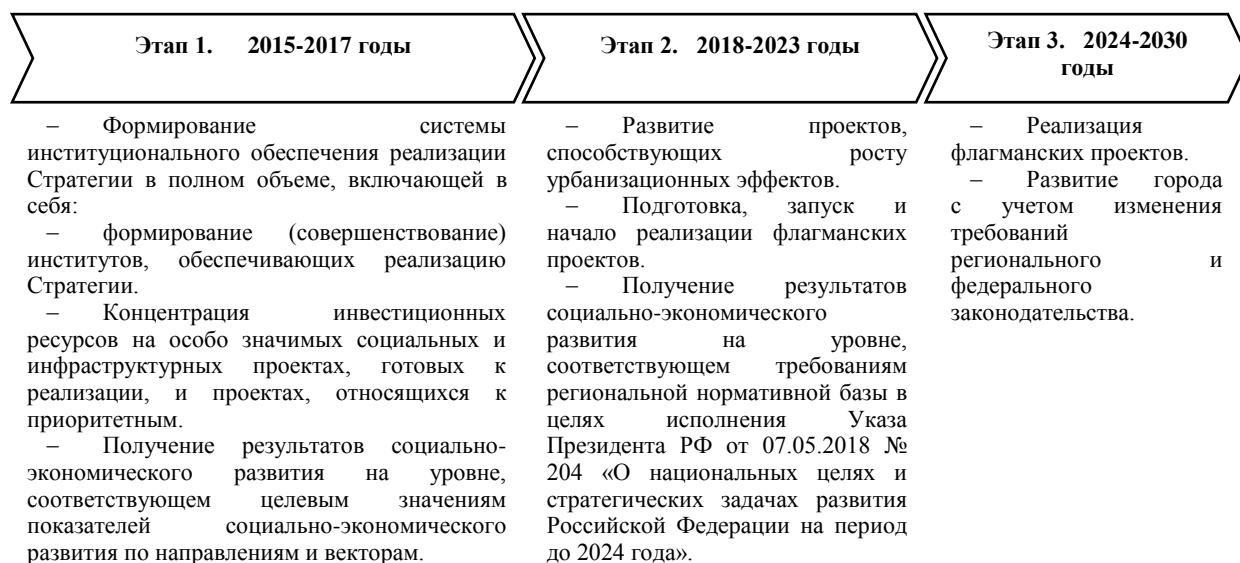 Этап 1. 2015-2017 годы
– Формирование системы
институционального обеспечения реализации
Стратегии в полном объеме, включающей в
себя:
– формирование (совершенствование)
институтов, обеспечивающих реализацию
Стратегии.
– Концентрация инвестиционных
ресурсов на особо значимых социальных и
инфраструктурных проектах, готовых к
реализации, и проектах, относящихся к
приоритетным.
– Получение результатов социально-
экономического развития на уровне,
соответствующем целевым значениям
показателей социально-экономического
развития по направлениям и векторам.
Этап 2. 2018-2023 годы
– Развитие проектов,
способствующих росту
урбанизационных эффектов.
– Подготовка, запуск и
начало реализации флагманских
проектов.
– Получение результатов
социально-экономического
развития на уровне,
соответствующем требованиям
региональной нормативной базы в
целях исполнения Указа
Президента РФ от 07.05.2018 №
204 «О национальных целях и
стратегических задачах развития
Российской Федерации на период
до 2024 года».
Этап 3. 2024-2030
годы
– Реализация
флагманских проектов.
– Развитие города
с учетом изменения
требований
регионального и
федерального
законодательства.